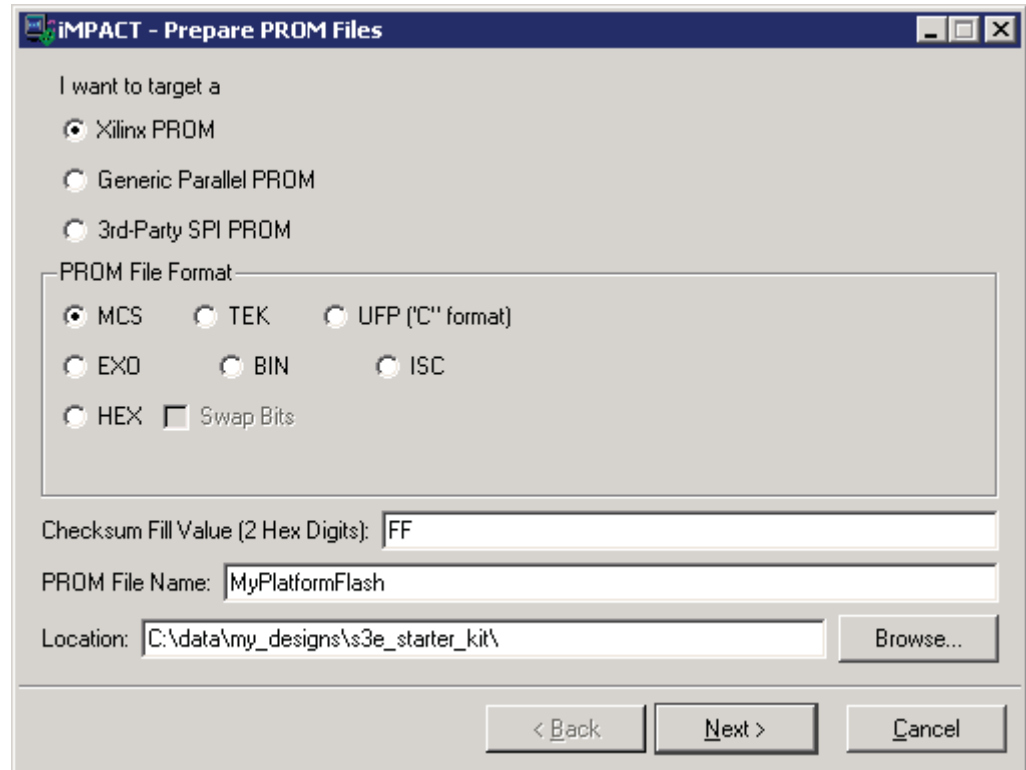 iMPACT - Prepare PROM Files
I want to target a
Xilinx PROM
Generic Parallel PROM
3rd-Party SPI PROM
PROM File Format
MCS TEK UFP ('C" format)
EXO BIN ISC
HEX Swap Bits
Checksum Fill Value (2 Hex Digits): FF
PROM File Name: MyPlatformFlash
Location: C:\data\my_designs\s3e_starter_kit\ Browse...
< Back Next > Cancel